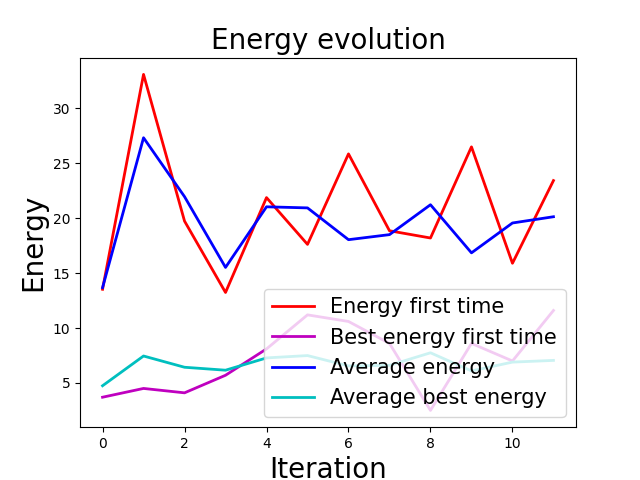 Energy evolution
Energy
30
25
20
15
10
5
Energy first time
Best energy first time
Average energy
Average best energy
0
2
4
6
8
10
Iteration